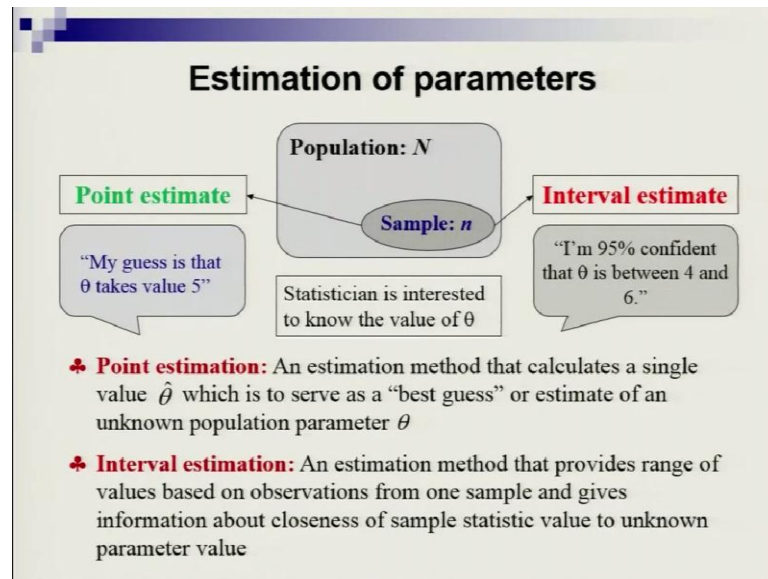 Estimation of parameters
Population: N
Point estimate
Sample: n
Interval estimate
“My guess is that
θ takes value 5”
Statistician is interested
to know the value of θ
“I’m 95% confident
that θ is between 4 and
6.”
♣ Point estimation: An estimation method that calculates a single
value θ̂ which is to serve as a “best guess” or estimate of an
unknown population parameter θ
♣ Interval estimation: An estimation method that provides range of
values based on observations from one sample and gives
information about closeness of sample statistic value to unknown
parameter value